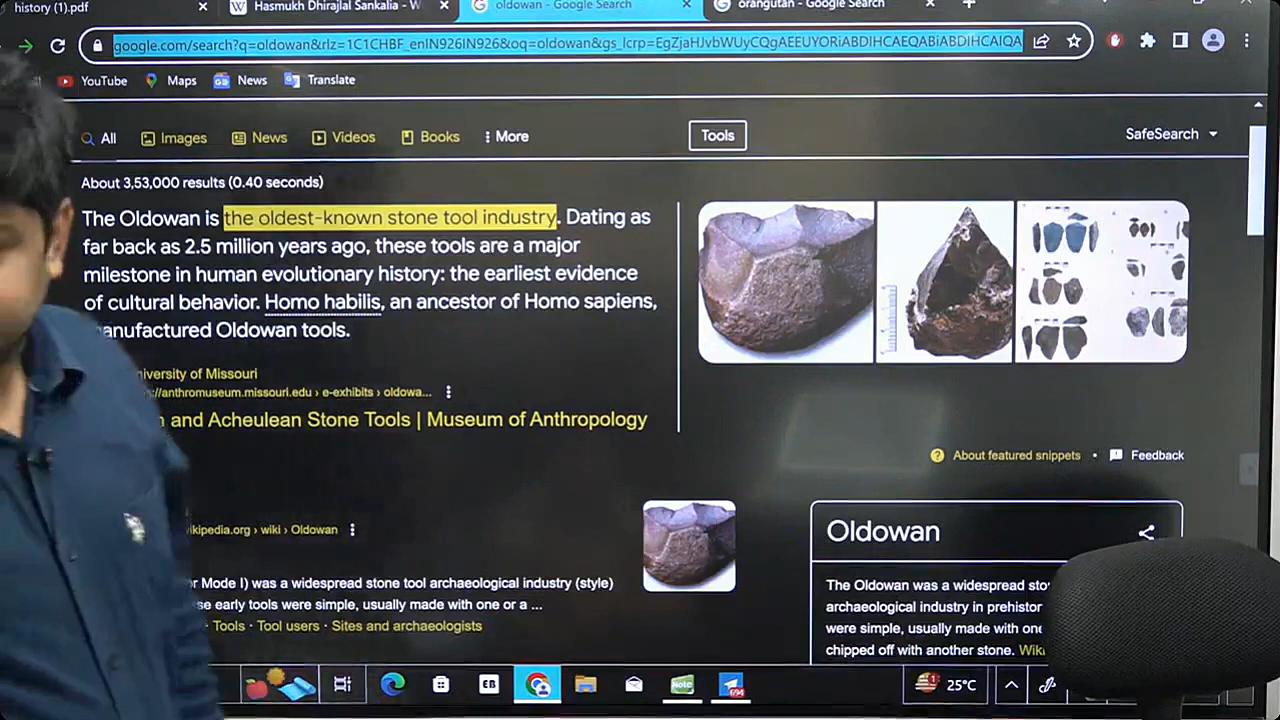 history (1).pdf
Hasmukh Dhirajlal Sankalia - W
oldowan - Google Search
orangutan - Google Search
google.com/search?q=oldowan&rlz=1C1CHBF_enIN926IN926&oq=oldowan&gs_lcrp=EgZjaHJvbWUyCQgAEEUYORiABDIHCAEQABiABDIHCAIQA
YouTube
Maps
News
Translate
All
Images
News
Videos
Books
More
Tools
SafeSearch
About 3,53,000 results (0.40 seconds)
The Oldowan is the oldest-known stone tool industry. Dating as
far back as 2.5 million years ago, these tools are a major
milestone in human evolutionary history: the earliest evidence
of cultural behavior. Homo habilis, an ancestor of Homo sapiens,
anufactured Oldowan tools.
niversity of Missouri
://anthromuseum.missouri.edu › e-exhibits › oldowa...
n and Acheulean Stone Tools | Museum of Anthropology
About featured snippets • Feedback
ikipedia.org › wiki › Oldowan
or Mode I) was a widespread stone tool archaeological industry (style)
se early tools were simple, usually made with one or a ...
· Tools · Tool users · Sites and archaeologists
Oldowan
The Oldowan was a widespread sto
archaeological industry in prehistor
were simple, usually made with one
chipped off with another stone. Wiki
EB
Note
694
1
25°C